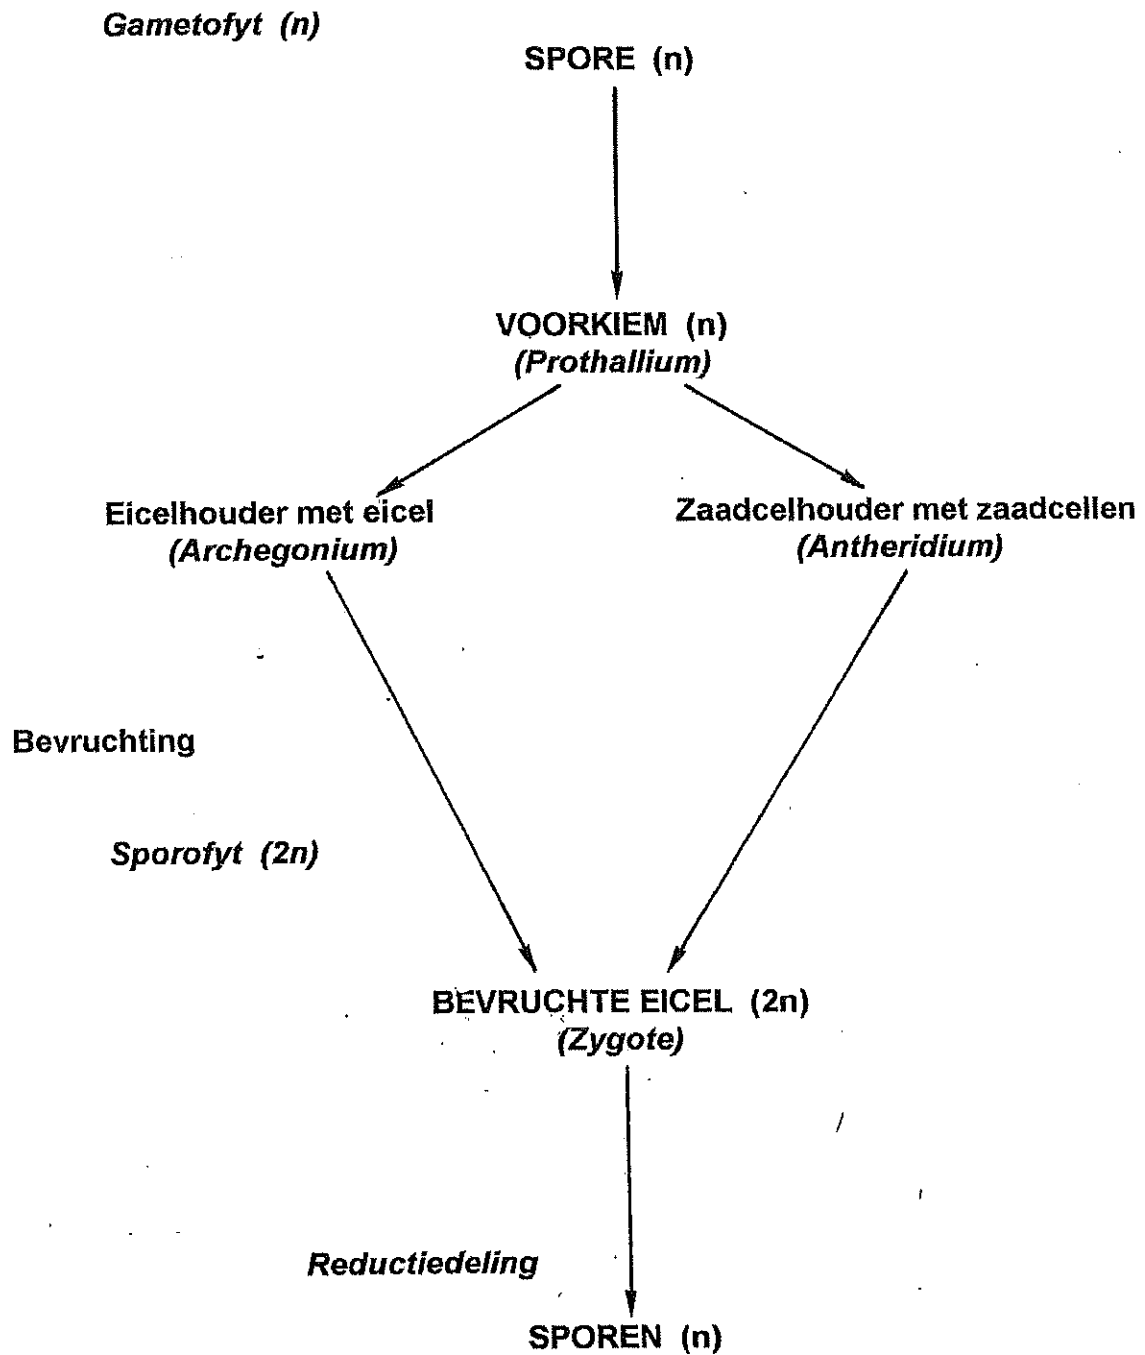 Gametofyt (n)
SPORE (n)
VOORKIEM (n)
(Prothallium)
Eicelhouder met eicel
(Archegonium)
Zaadcelhouder met zaadcellen
(Antheridium)
Bevruchting
Sporofyt (2n)
BEVRUCHTE EICEL (2n)
(Zygote)
Reductiedeling
SPOREN (n)